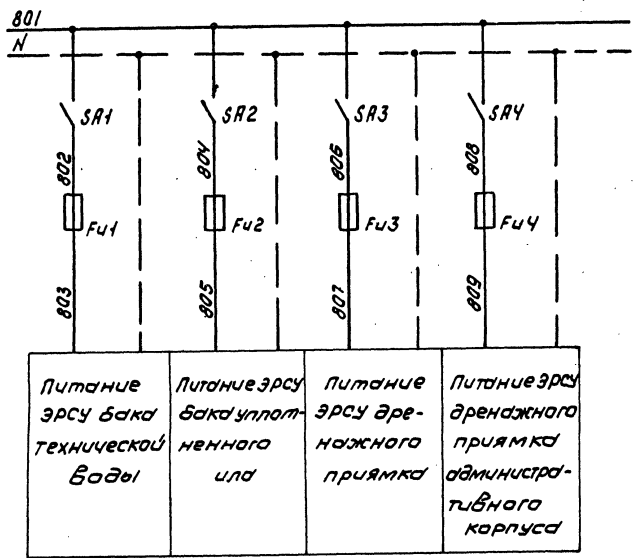 801
N
SA1
SA2
SA3
SA4
802
804
806
808
Fu1
Fu2
Fu3
Fu4
803
805
807
809
Питание
ЭРСУ бака
технической
воды
Питание ЭРСУ
бака уплот-
ненного
ила
Питание
ЭРСУ дре-
нажного
приямка
Питание ЭРСУ
дренажного
приямка
администра-
тивного
корпуса